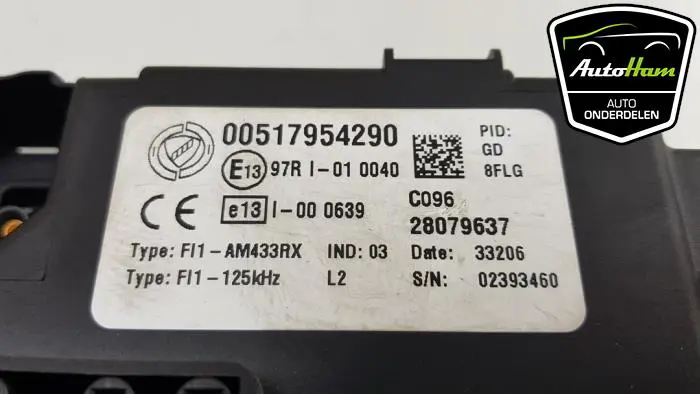 00517954290
PID:
GD
8FLG
E13 97R I-01 0040
CE e13 I-00 0639
C096
28079637
Type: FI1-AM433RX IND: 03 Date: 33206
Type: FI1-125kHz L2 S/N: 02393460
AutoHam
AUTO
ONDERDELEN